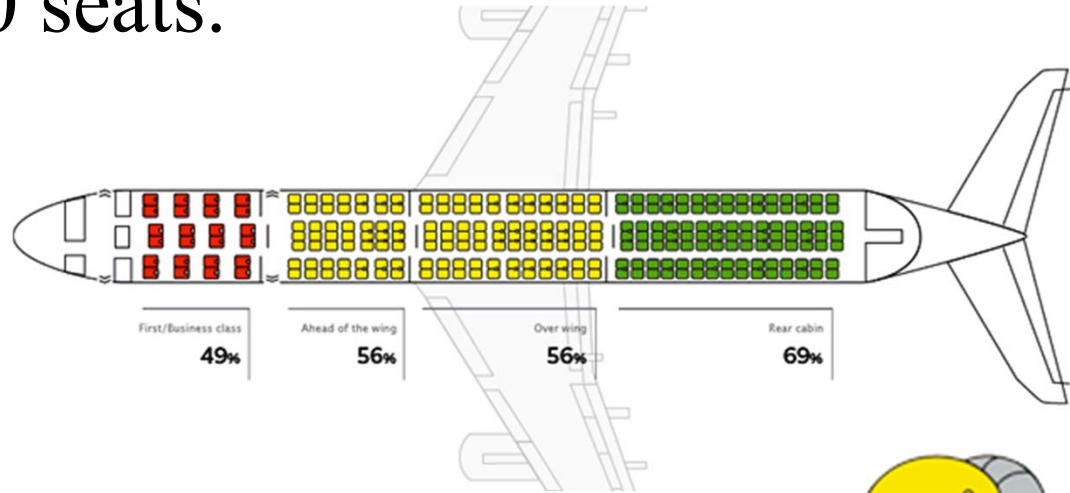 0 seats.
First/Business class
49%
Ahead of the wing
56%
Over wing
56%
Rear cabin
69%